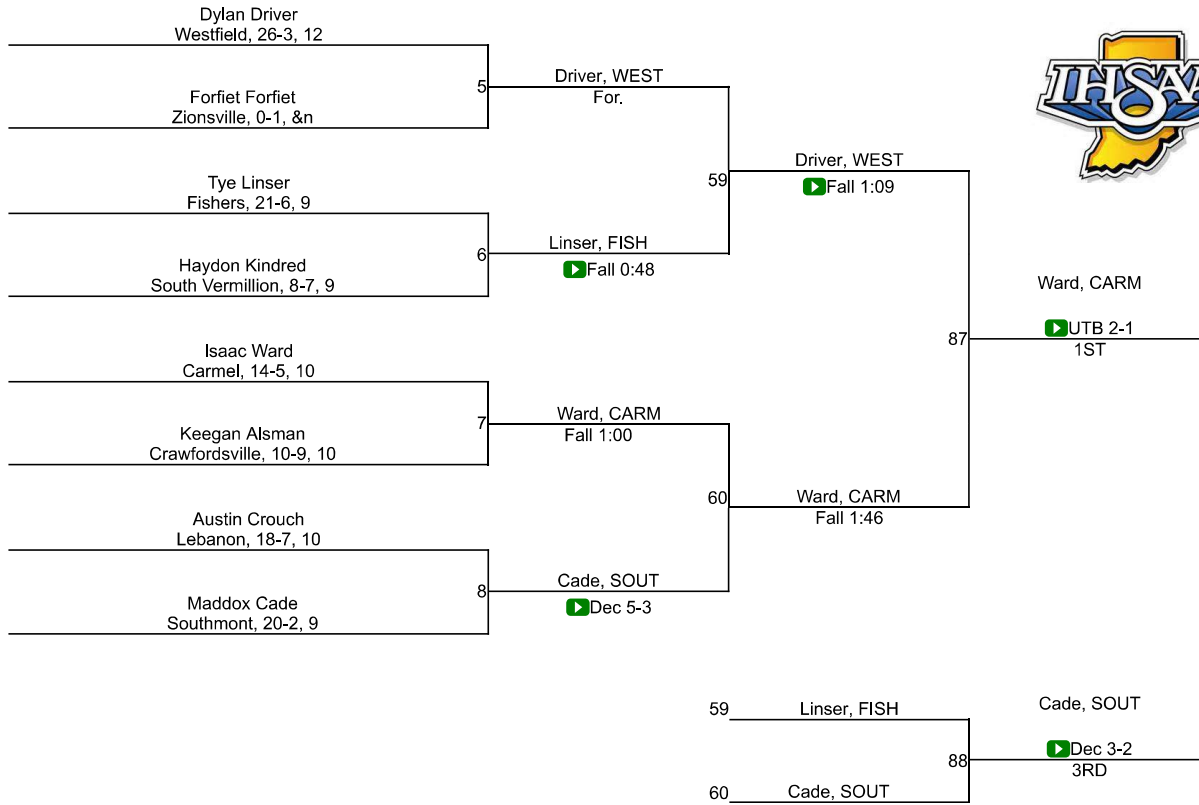 Dylan Driver
Westfield, 26-3, 12
5
Driver, WEST
For.
Forfiet Forfiet
Zionsville, 0-1, &n
IHSAA
59
Driver, WEST
Fall 1:09
Tye Linser
Fishers, 21-6, 9
6
Linser, FISH
Fall 0:48
Haydon Kindred
South Vermillion, 8-7, 9
87
Ward, CARM
UTB 2-1
1ST
Isaac Ward
Carmel, 14-5, 10
7
Ward, CARM
Fall 1:00
Keegan Alsman
Crawfordsville, 10-9, 10
60
Ward, CARM
Fall 1:46
Austin Crouch
Lebanon, 18-7, 10
8
Cade, SOUT
Dec 5-3
Maddox Cade
Southmont, 20-2, 9
59
Linser, FISH
88
Cade, SOUT
Dec 3-2
3RD
60
Cade, SOUT